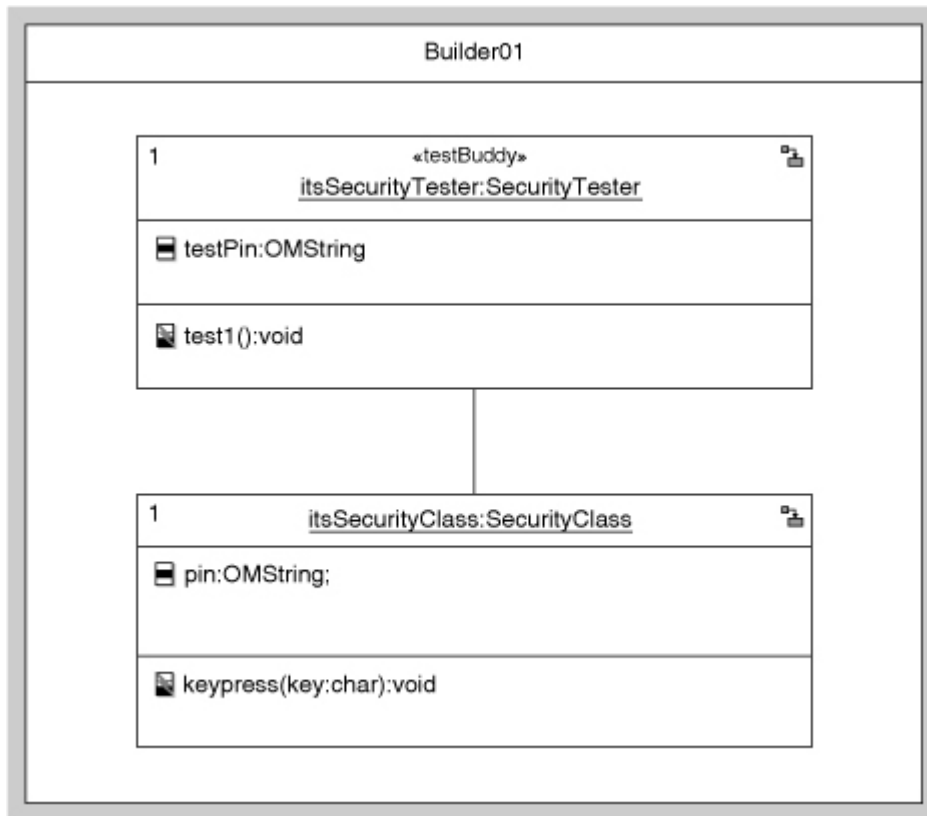 Builder01
1
«testBuddy»
itsSecurityTester:SecurityTester
testPin:OMString
test1():void
1
itsSecurityClass:SecurityClass
pin:OMString;
keypress(key:char):void